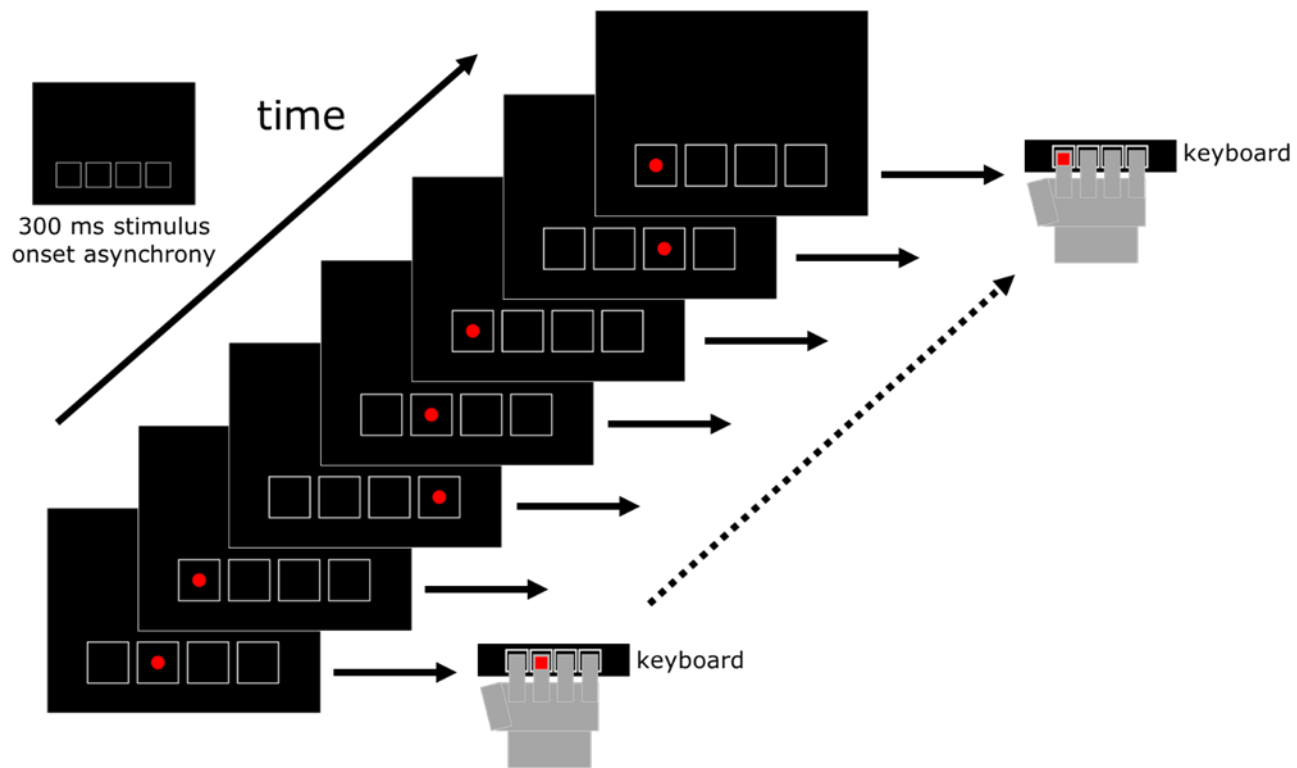 time
300 ms stimulus
onset asynchrony
keyboard
keyboard